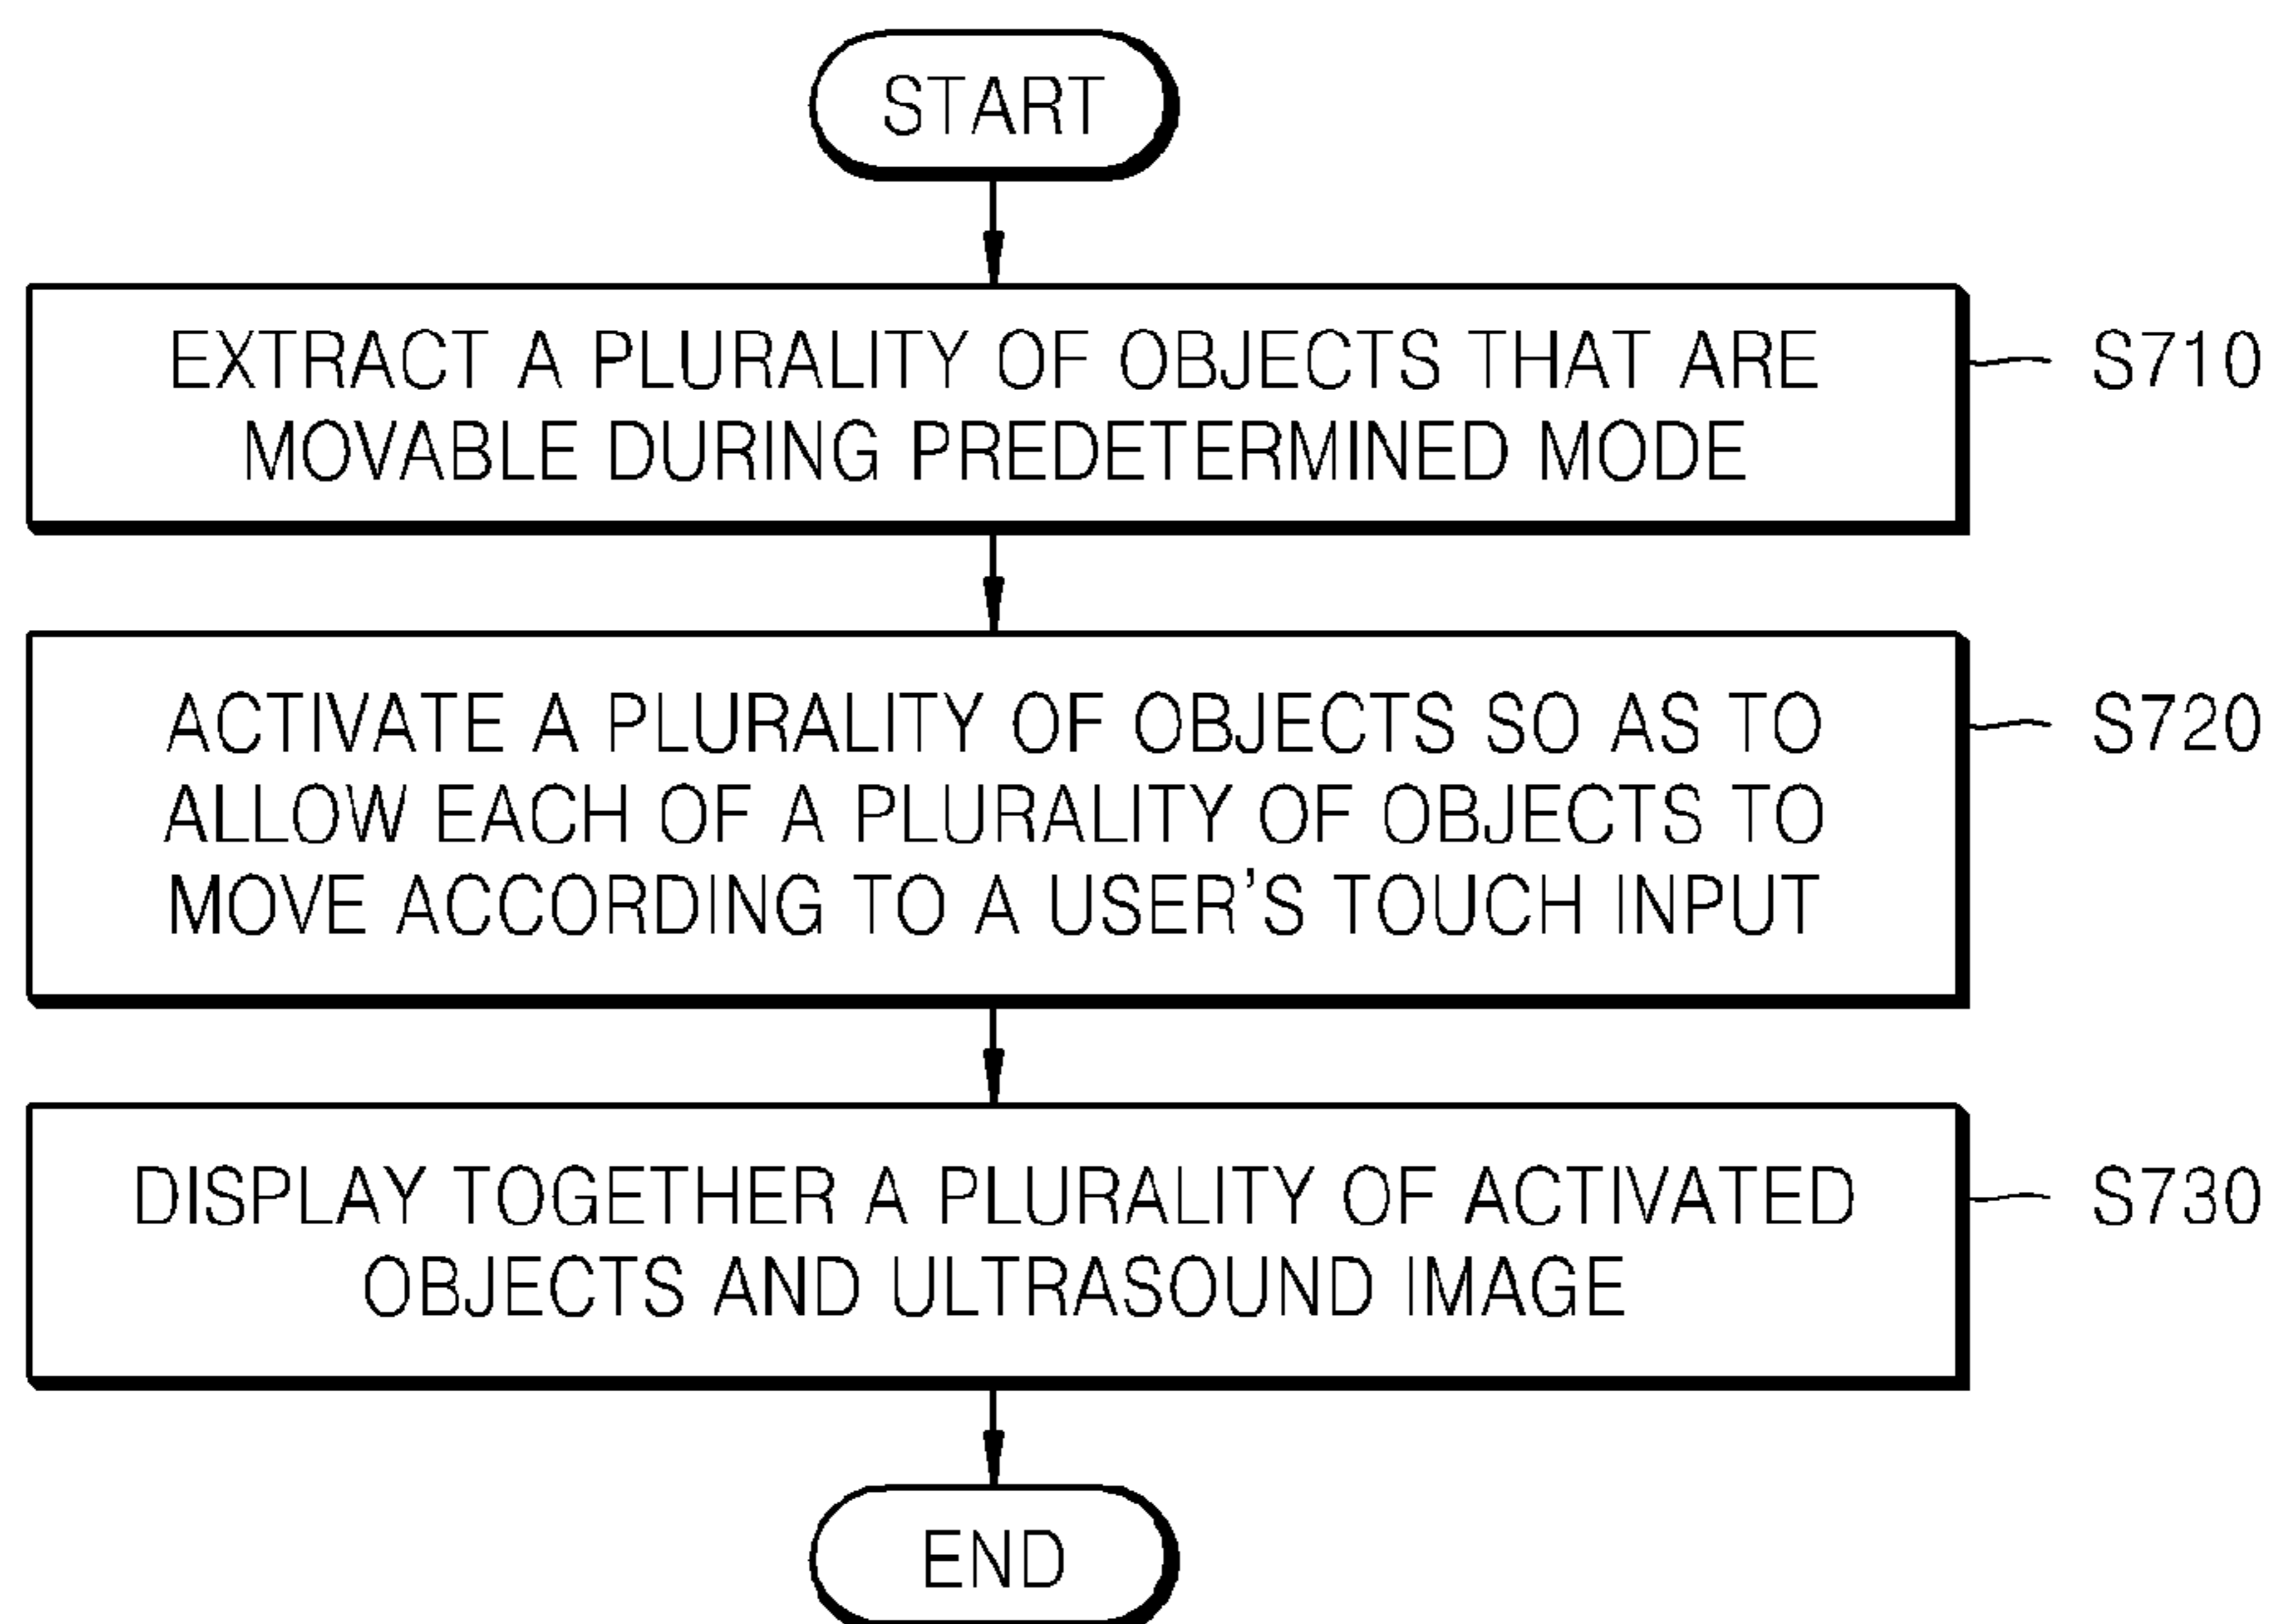 START
EXTRACT A PLURALITY OF OBJECTS THAT ARE
MOVABLE DURING PREDETERMINED MODE
S710
ACTIVATE A PLURALITY OF OBJECTS SO AS TO
ALLOW EACH OF A PLURALITY OF OBJECTS TO
MOVE ACCORDING TO A USER'S TOUCH INPUT
S720
DISPLAY TOGETHER A PLURALITY OF ACTIVATED
OBJECTS AND ULTRASOUND IMAGE
S730
END